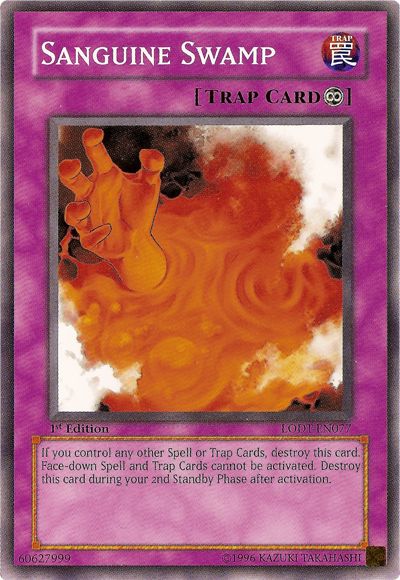 SANGUINE SWAMP
TRAP
罠
[TRAP CARD]
1st Edition
LODT-EN077
If you control any other Spell or Trap Cards, destroy this card.
Face-down Spell and Trap Cards cannot be activated. Destroy
this card during your 2nd Standby Phase after activation.
60627999
©1996 KAZUKI TAKAHASHI